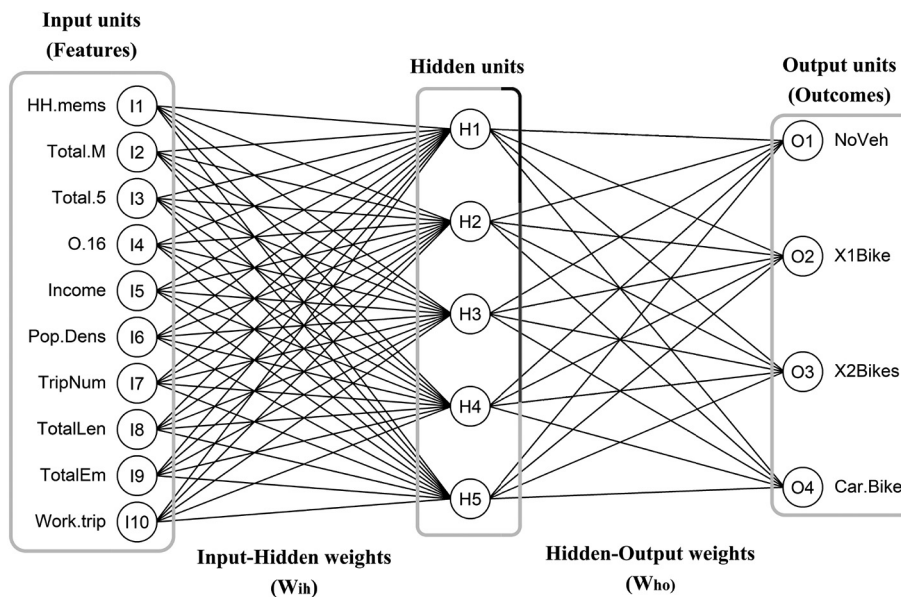 Input units
(Features)
Hidden units
Output units
(Outcomes)
HH.mems I1
Total.M I2
Total.5 I3
O.16 I4
Income I5
Pop.Dens I6
TripNum I7
TotalLen I8
TotalEm I9
Work.trip I10
H1
H2
H3
H4
H5
O1 NoVeh
O2 X1Bike
O3 X2Bikes
O4 Car.Bike
Input-Hidden weights
(Wih)
Hidden-Output weights
(Who)